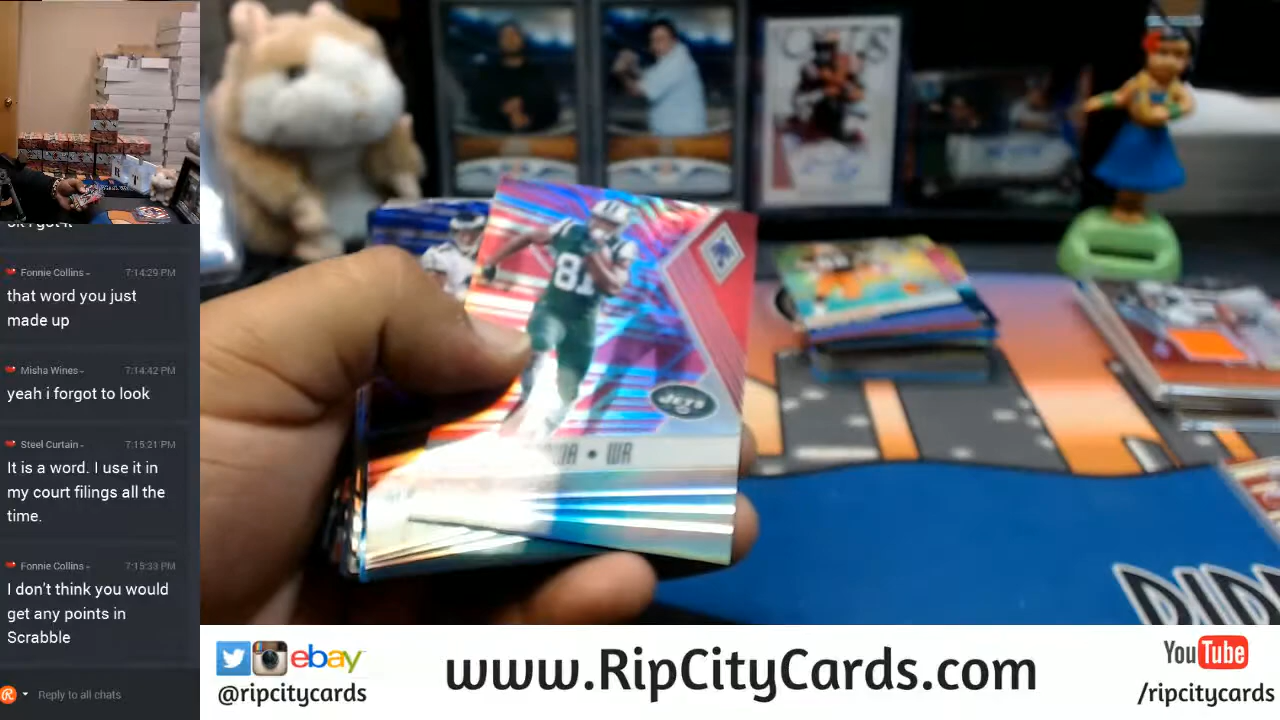 Fonnie Collins - 7:14:29 PM
that word you just
made up
Misha Wines - 7:14:42 PM
yeah i forgot to look
Steel Curtain - 7:15:21 PM
It is a word. I use it in
my court filings all the
time.
Fonnie Collins - 7:15:33 PM
I don't think you would
get any points in
Scrabble
Reply to all chats
81
JETS
• WR
ebay
@ripcitycards
www.RipCityCards.com
YouTube
/ripcitycards